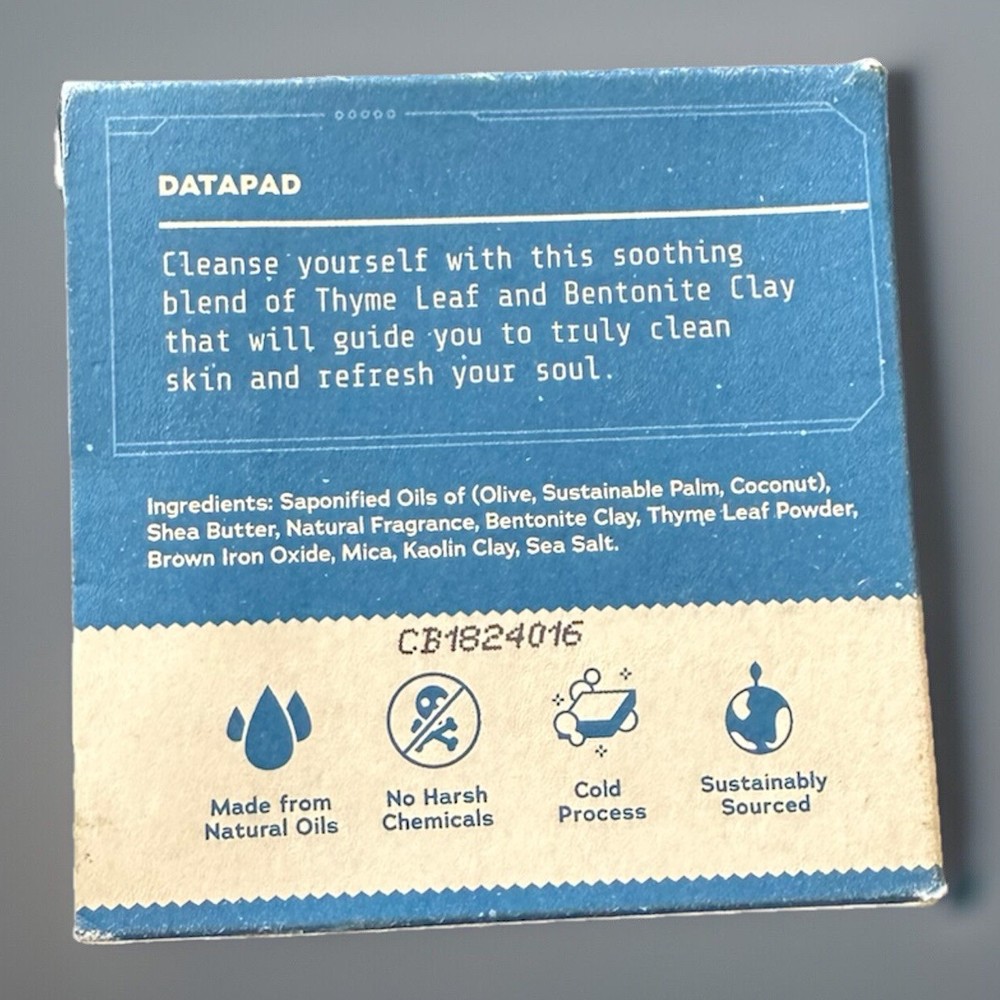 DATAPAD
Cleanse yourself with this soothing
blend of Thyme Leaf and Bentonite Clay
that will guide you to truly clean
skin and refresh your soul.
Ingredients: Saponified Oils of (Olive, Sustainable Palm, Coconut),
Shea Butter, Natural Fragrance, Bentonite Clay, Thyme Leaf Powder,
Brown Iron Oxide, Mica, Kaolin Clay, Sea Salt.
CB1824016
Made from
Natural Oils
No Harsh
Chemicals
Cold
Process
Sustainably
Sourced